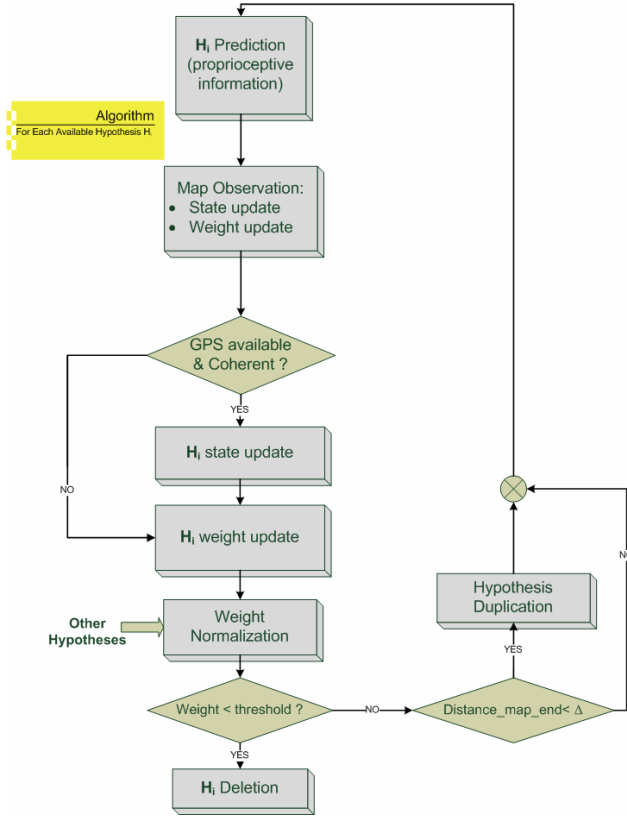 Hi Prediction
(proprioceptive
information)
Algorithm
For Each Available Hypothesis Hi
Map Observation:
• State update
• Weight update
GPS available
& Coherent ?
YES
Hi state update
NO
Hi weight update
Hypothesis
Duplication
Other
Hypotheses
Weight
Normalization
YES
Weight < threshold ?
NO
Distance_map_end< Δ
YES
Hi Deletion